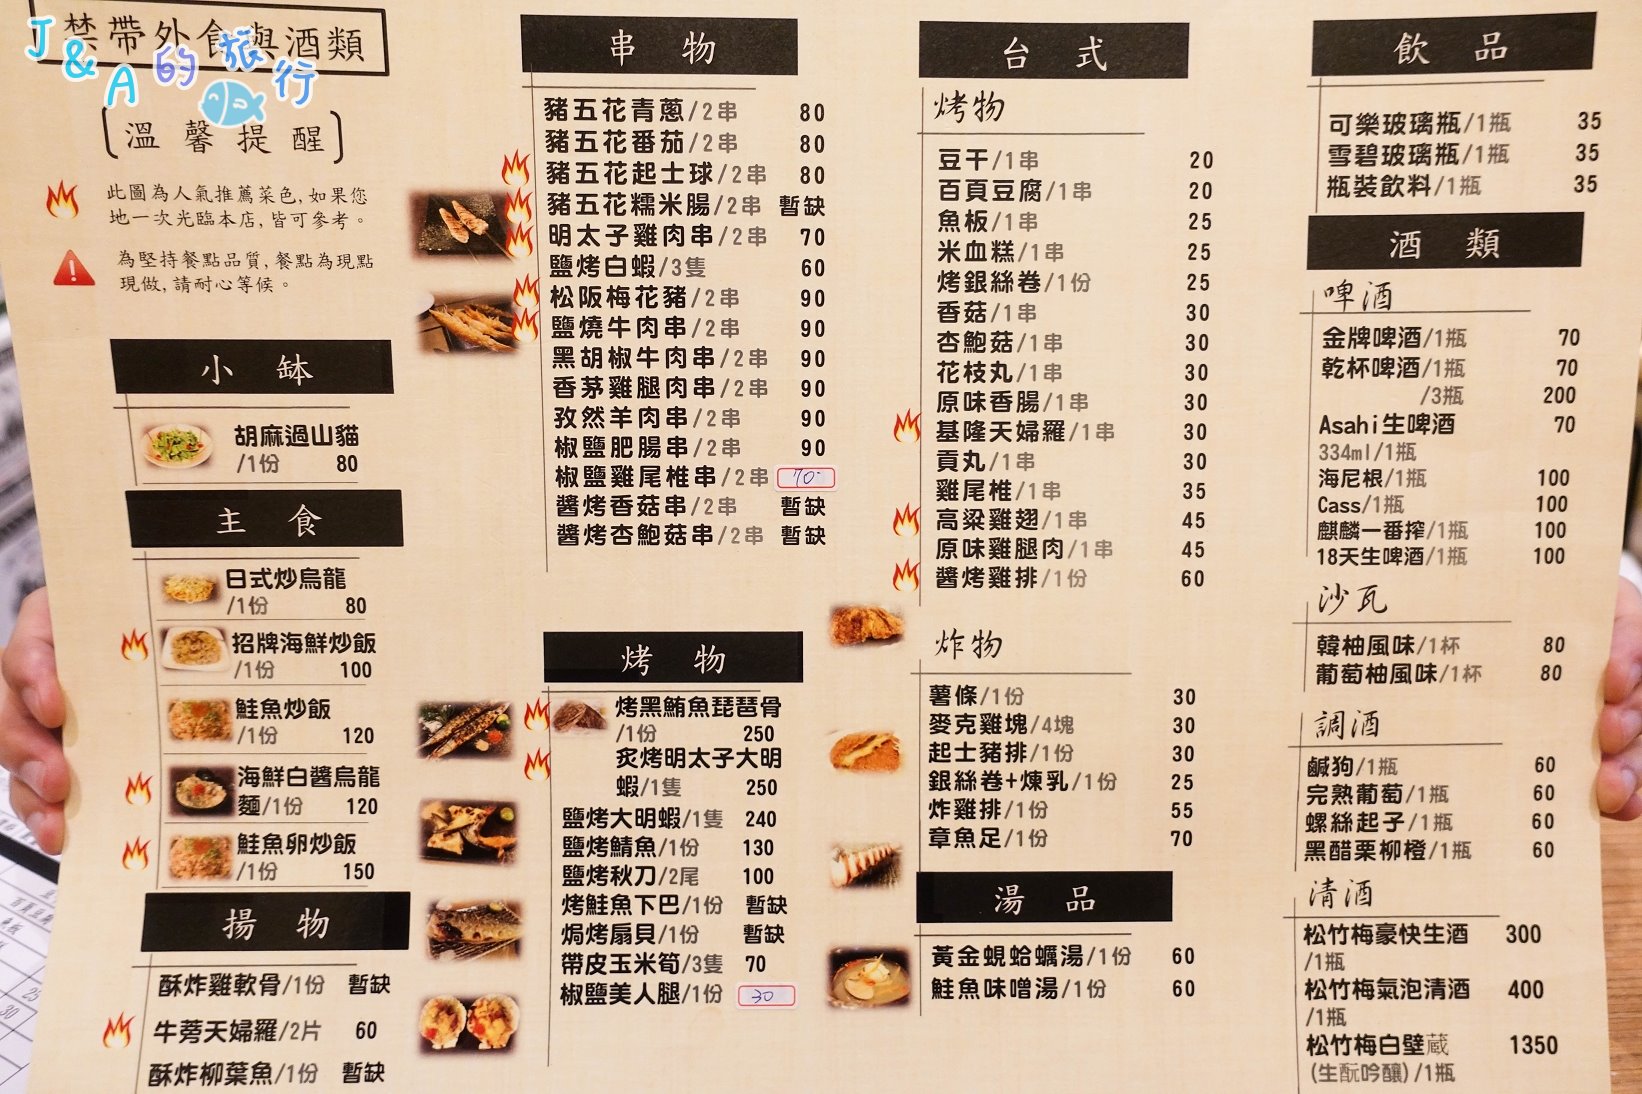 禁帶外食與酒類
J&A的旅行
溫馨提醒
此圖為人氣推薦菜色,如果您
地一次光臨本店,皆可參考。
為堅持餐點品質,餐點為現點
現做,請耐心等候。
小 缽
胡麻過山貓
/1份 80
主 食
日式炒烏龍
/1份 80
招牌海鮮炒飯
/1份 100
鮭魚炒飯
/1份 120
海鮮白醬烏龍
麵/1份 120
鮭魚卵炒飯
/1份 150
揚 物
酥炸雞軟骨/1份 暫缺
牛蒡天婦羅/2片 60
酥炸柳葉魚/1份 暫缺
串 物
豬五花青蔥/2串 80
豬五花番茄/2串 80
豬五花起士球/2串 80
豬五花糯米腸/2串 暫缺
明太子雞肉串/2串 70
鹽烤白蝦/3隻 60
松阪梅花豬/2串 90
鹽燒牛肉串/2串 90
黑胡椒牛肉串/2串 90
香茅雞腿肉串/2串 90
孜然羊肉串/2串 90
椒鹽肥腸串/2串 90
椒鹽雞尾椎串/2串 70
醬烤香菇串/2串 暫缺
醬烤杏鮑菇串/2串 暫缺
烤 物
烤黑鮪魚琵琶骨
/1份 250
炙烤明太子大明
蝦/1隻 250
鹽烤大明蝦/1隻 240
鹽烤鯖魚/1份 130
鹽烤秋刀/2尾 100
烤鮭魚下巴/1份 暫缺
焗烤扇貝/1份 暫缺
帶皮玉米筍/3隻 70
椒鹽美人腿/1份 30
台 式
烤物
豆干/1串 20
百頁豆腐/1串 20
魚板/1串 25
米血糕/1串 25
烤銀絲卷/1份 25
香菇/1串 30
杏鮑菇/1串 30
花枝丸/1串 30
原味香腸/1串 30
基隆天婦羅/1串 30
貢丸/1串 30
雞尾椎/1串 35
高粱雞翅/1串 45
原味雞腿肉/1串 45
醬烤雞排/1份 60
炸物
薯條/1份 30
麥克雞塊/4塊 30
起士豬排/1份 30
銀絲卷+煉乳/1份 25
炸雞排/1份 55
章魚足/1份 70
湯 品
黃金蜆蛤蠣湯/1份 60
鮭魚味噌湯/1份 60
飲 品
可樂玻璃瓶/1瓶 35
雪碧玻璃瓶/1瓶 35
瓶裝飲料/1瓶 35
酒 類
啤酒
金牌啤酒/1瓶 70
乾杯啤酒/1瓶 70
/3瓶 200
Asahi生啤酒 70
334ml/1瓶
海尼根/1瓶 100
Cass/1瓶 100
麒麟一番搾/1瓶 100
18天生啤酒/1瓶 100
沙瓦
韓柚風味/1杯 80
葡萄柚風味/1杯 80
調酒
鹹狗/1瓶 60
完熟葡萄/1瓶 60
螺絲起子/1瓶 60
黑醋栗柳橙/1瓶 60
清酒
松竹梅豪快生酒 300
/1瓶
松竹梅氣泡清酒 400
/1瓶
松竹梅白壁蔵 1350
(生酛吟釀)/1瓶